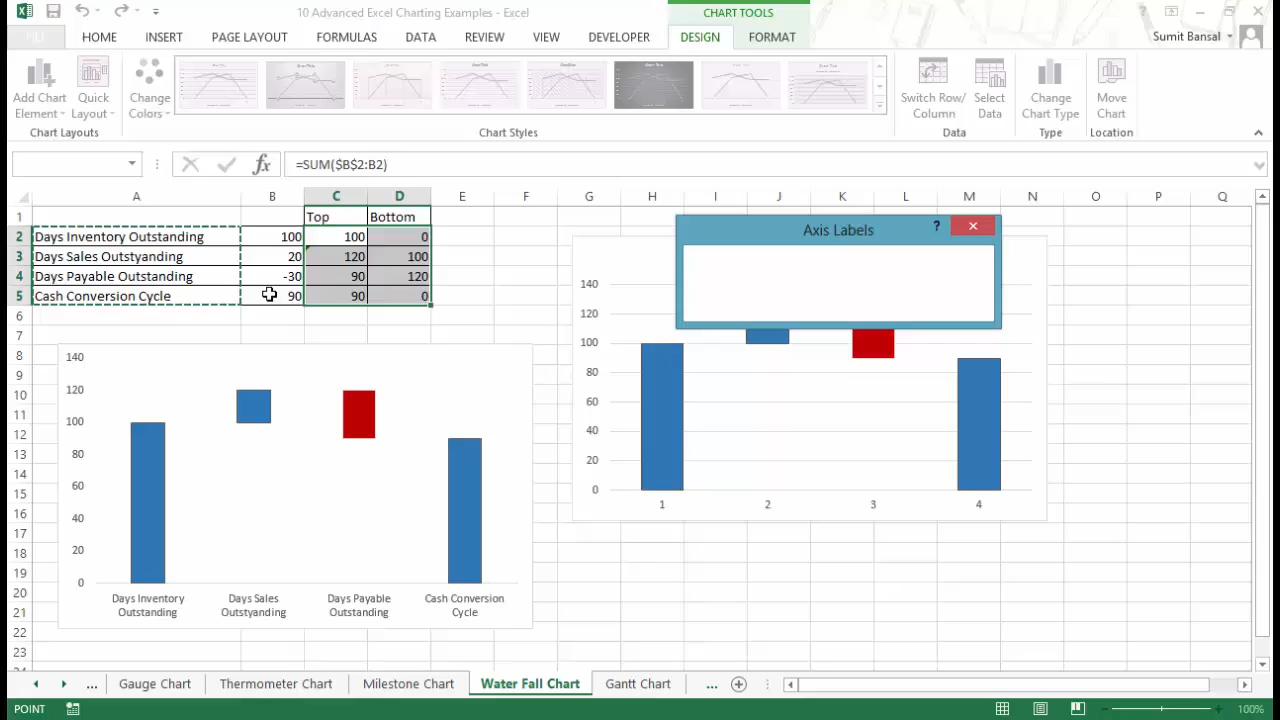 10 Advanced Excel Charting Examples - Excel
CHART TOOLS
?
HOME INSERT PAGE LAYOUT FORMULAS DATA REVIEW VIEW DEVELOPER DESIGN FORMAT
Sumit Bansal
Add Chart Element
Quick Layout
Change Colors
Switch Row/ Column
Select Data
Change Chart Type
Move Chart
Chart Layouts
Chart Styles
Data
Type
Location
fx
=SUM($B$2:B2)
A B C D E F G H I J K L M N O P Q
1 Top Bottom
2 Days Inventory Outstanding 100 100 0
3 Days Sales Outstyanding 20 120 100
4 Days Payable Outstanding -30 90 120
5 Cash Conversion Cycle 90 90 0
6
7
8
9
10
11
12
13
14
15
16
17
18
19
20
21
22
23
140
120
100
80
60
40
20
0
Days Inventory Outstanding
Days Sales Outstyanding
Days Payable Outstanding
Cash Conversion Cycle
Axis Labels
?
140
120
100
80
60
40
20
0
1 2 3 4
... Gauge Chart Thermometer Chart Milestone Chart Water Fall Chart Gantt Chart ...
POINT
100%